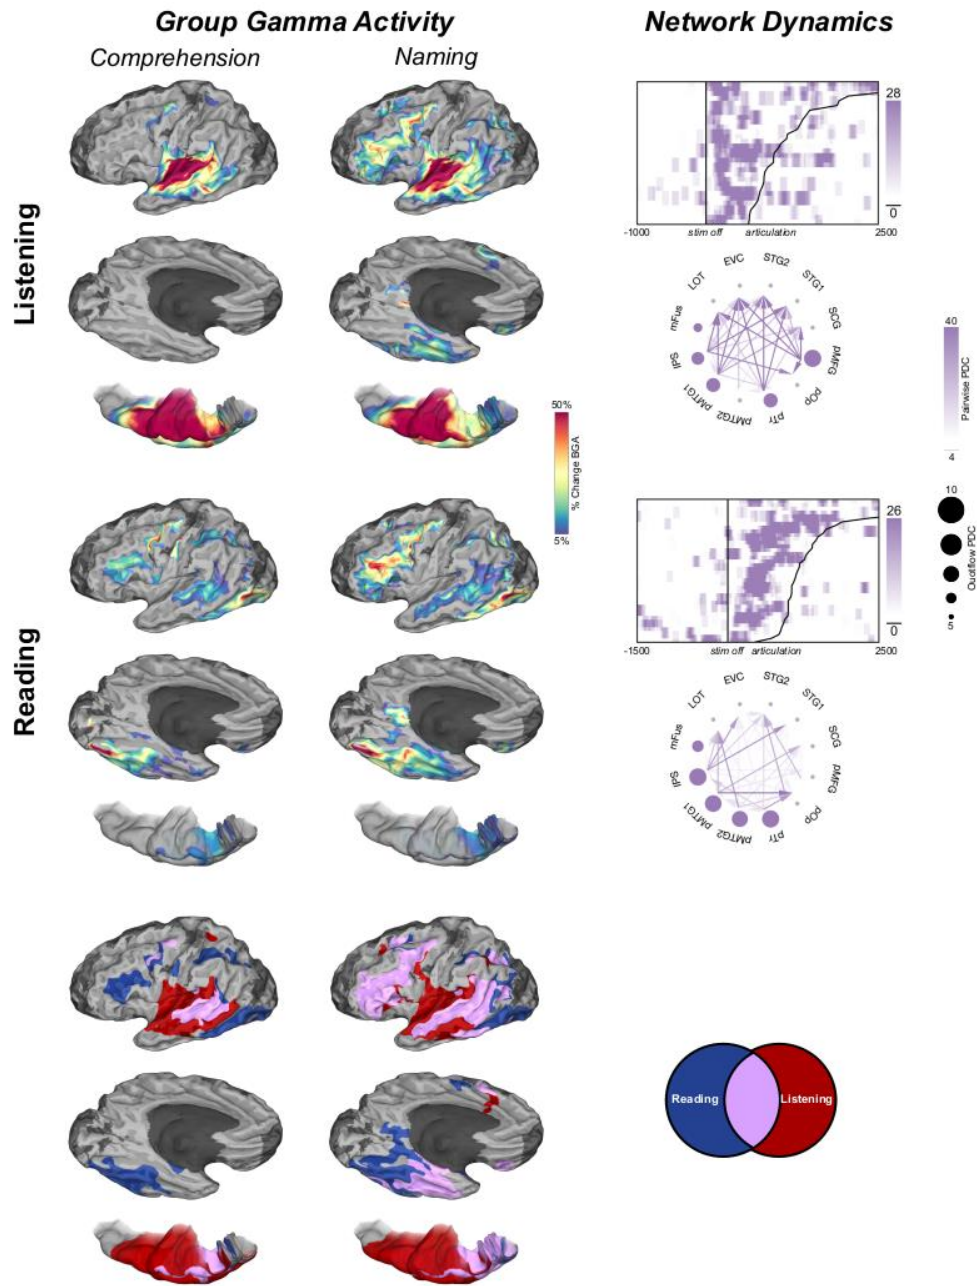 Group Gamma Activity
Network Dynamics
Comprehension
Naming
Listening
28
0
-1000
stim off
articulation
2500
EVC
STG2
STG1
SCG
pMFG
pOp
pTr
pMTG2
pMTG1
IPS
mFus
LOT
50%
% Change BGA
5%
40
Pairwise PDC
4
10
Ouotflow PDC
5
Reading
26
0
-1500
stim off
articulation
2500
EVC
STG2
STG1
SCG
pMFG
pOp
pTr
pMTG2
pMTG1
IPS
mFus
LOT
Reading
Listening